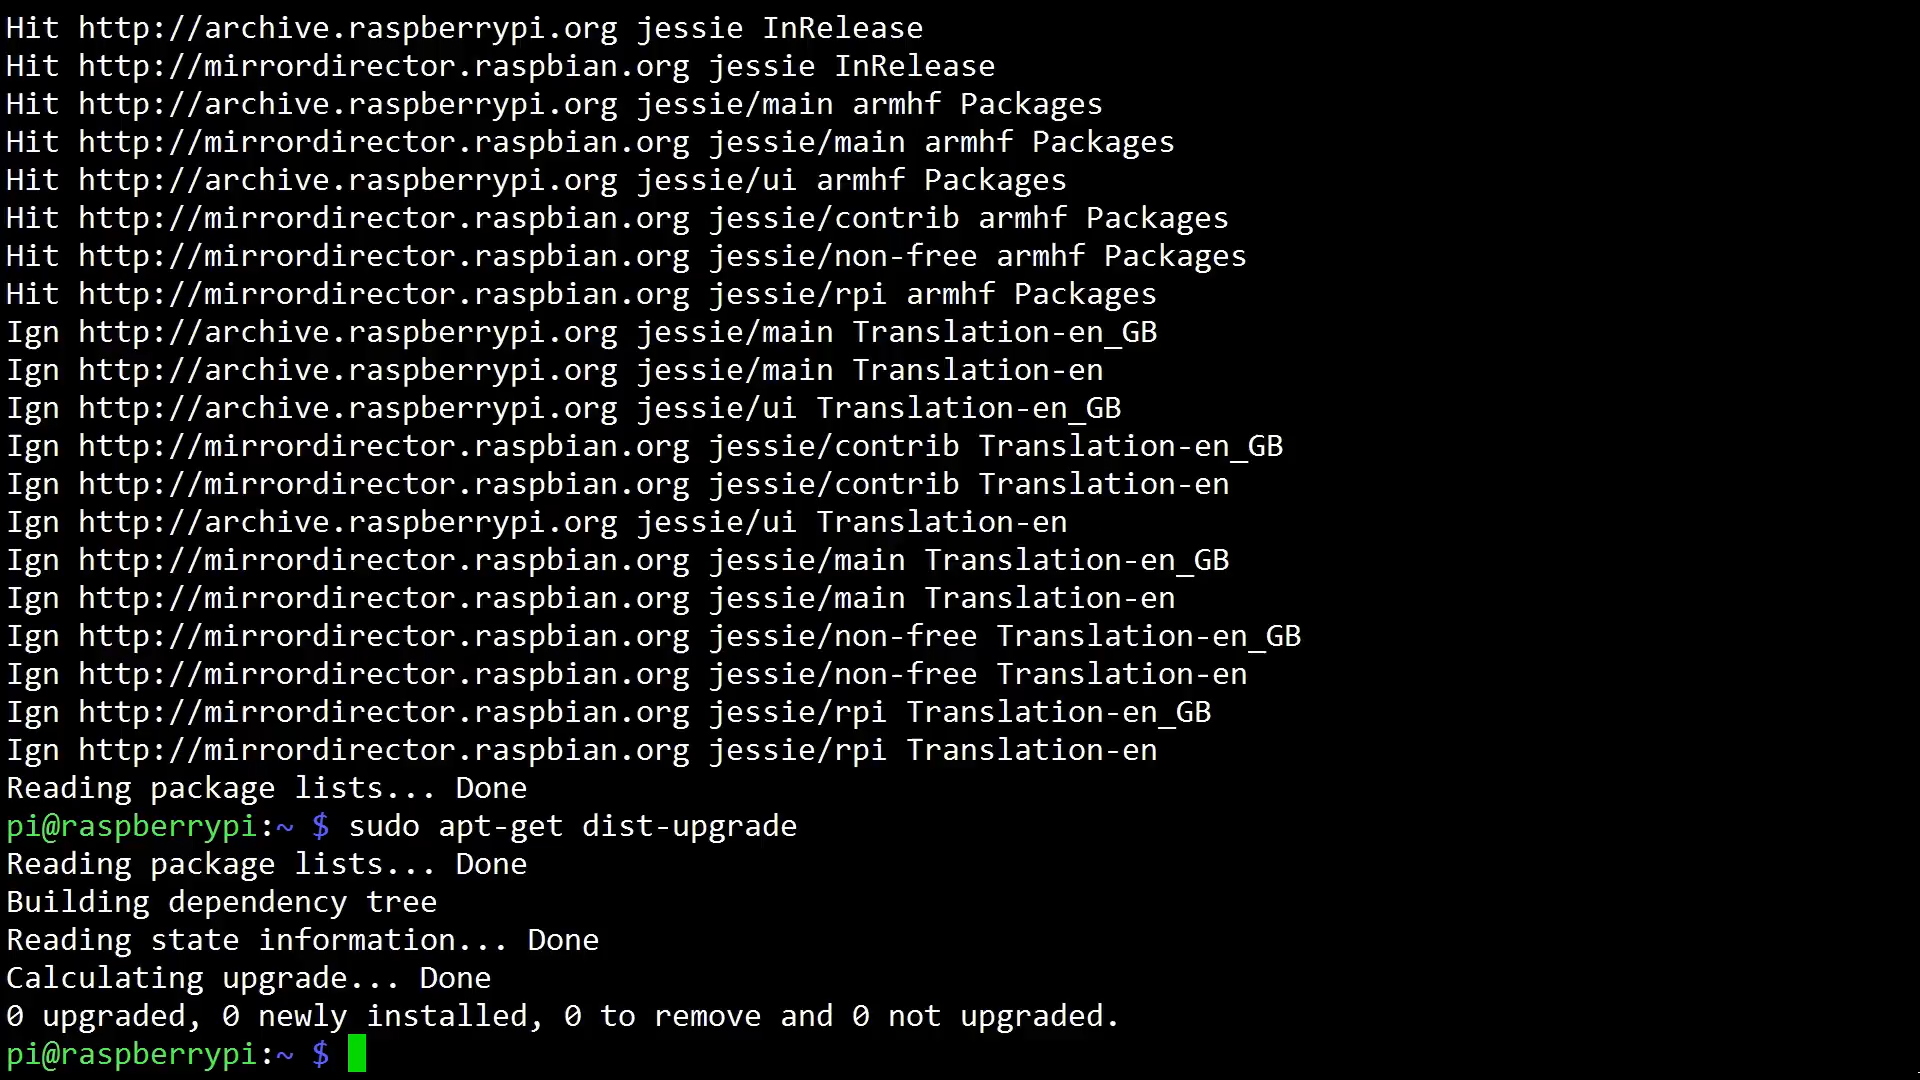 Hit http://archive.raspberrypi.org jessie InRelease
Hit http://mirrordirector.raspbian.org jessie InRelease
Hit http://archive.raspberrypi.org jessie/main armhf Packages
Hit http://mirrordirector.raspbian.org jessie/main armhf Packages
Hit http://archive.raspberrypi.org jessie/ui armhf Packages
Hit http://mirrordirector.raspbian.org jessie/contrib armhf Packages
Hit http://mirrordirector.raspbian.org jessie/non-free armhf Packages
Hit http://mirrordirector.raspbian.org jessie/rpi armhf Packages
Ign http://archive.raspberrypi.org jessie/main Translation-en_GB
Ign http://archive.raspberrypi.org jessie/main Translation-en
Ign http://archive.raspberrypi.org jessie/ui Translation-en_GB
Ign http://mirrordirector.raspbian.org jessie/contrib Translation-en_GB
Ign http://mirrordirector.raspbian.org jessie/contrib Translation-en
Ign http://archive.raspberrypi.org jessie/ui Translation-en
Ign http://mirrordirector.raspbian.org jessie/main Translation-en_GB
Ign http://mirrordirector.raspbian.org jessie/main Translation-en
Ign http://mirrordirector.raspbian.org jessie/non-free Translation-en_GB
Ign http://mirrordirector.raspbian.org jessie/non-free Translation-en
Ign http://mirrordirector.raspbian.org jessie/rpi Translation-en_GB
Ign http://mirrordirector.raspbian.org jessie/rpi Translation-en
Reading package lists... Done
pi@raspberrypi:~ $ sudo apt-get dist-upgrade
Reading package lists... Done
Building dependency tree
Reading state information... Done
Calculating upgrade... Done
0 upgraded, 0 newly installed, 0 to remove and 0 not upgraded.
pi@raspberrypi:~ $